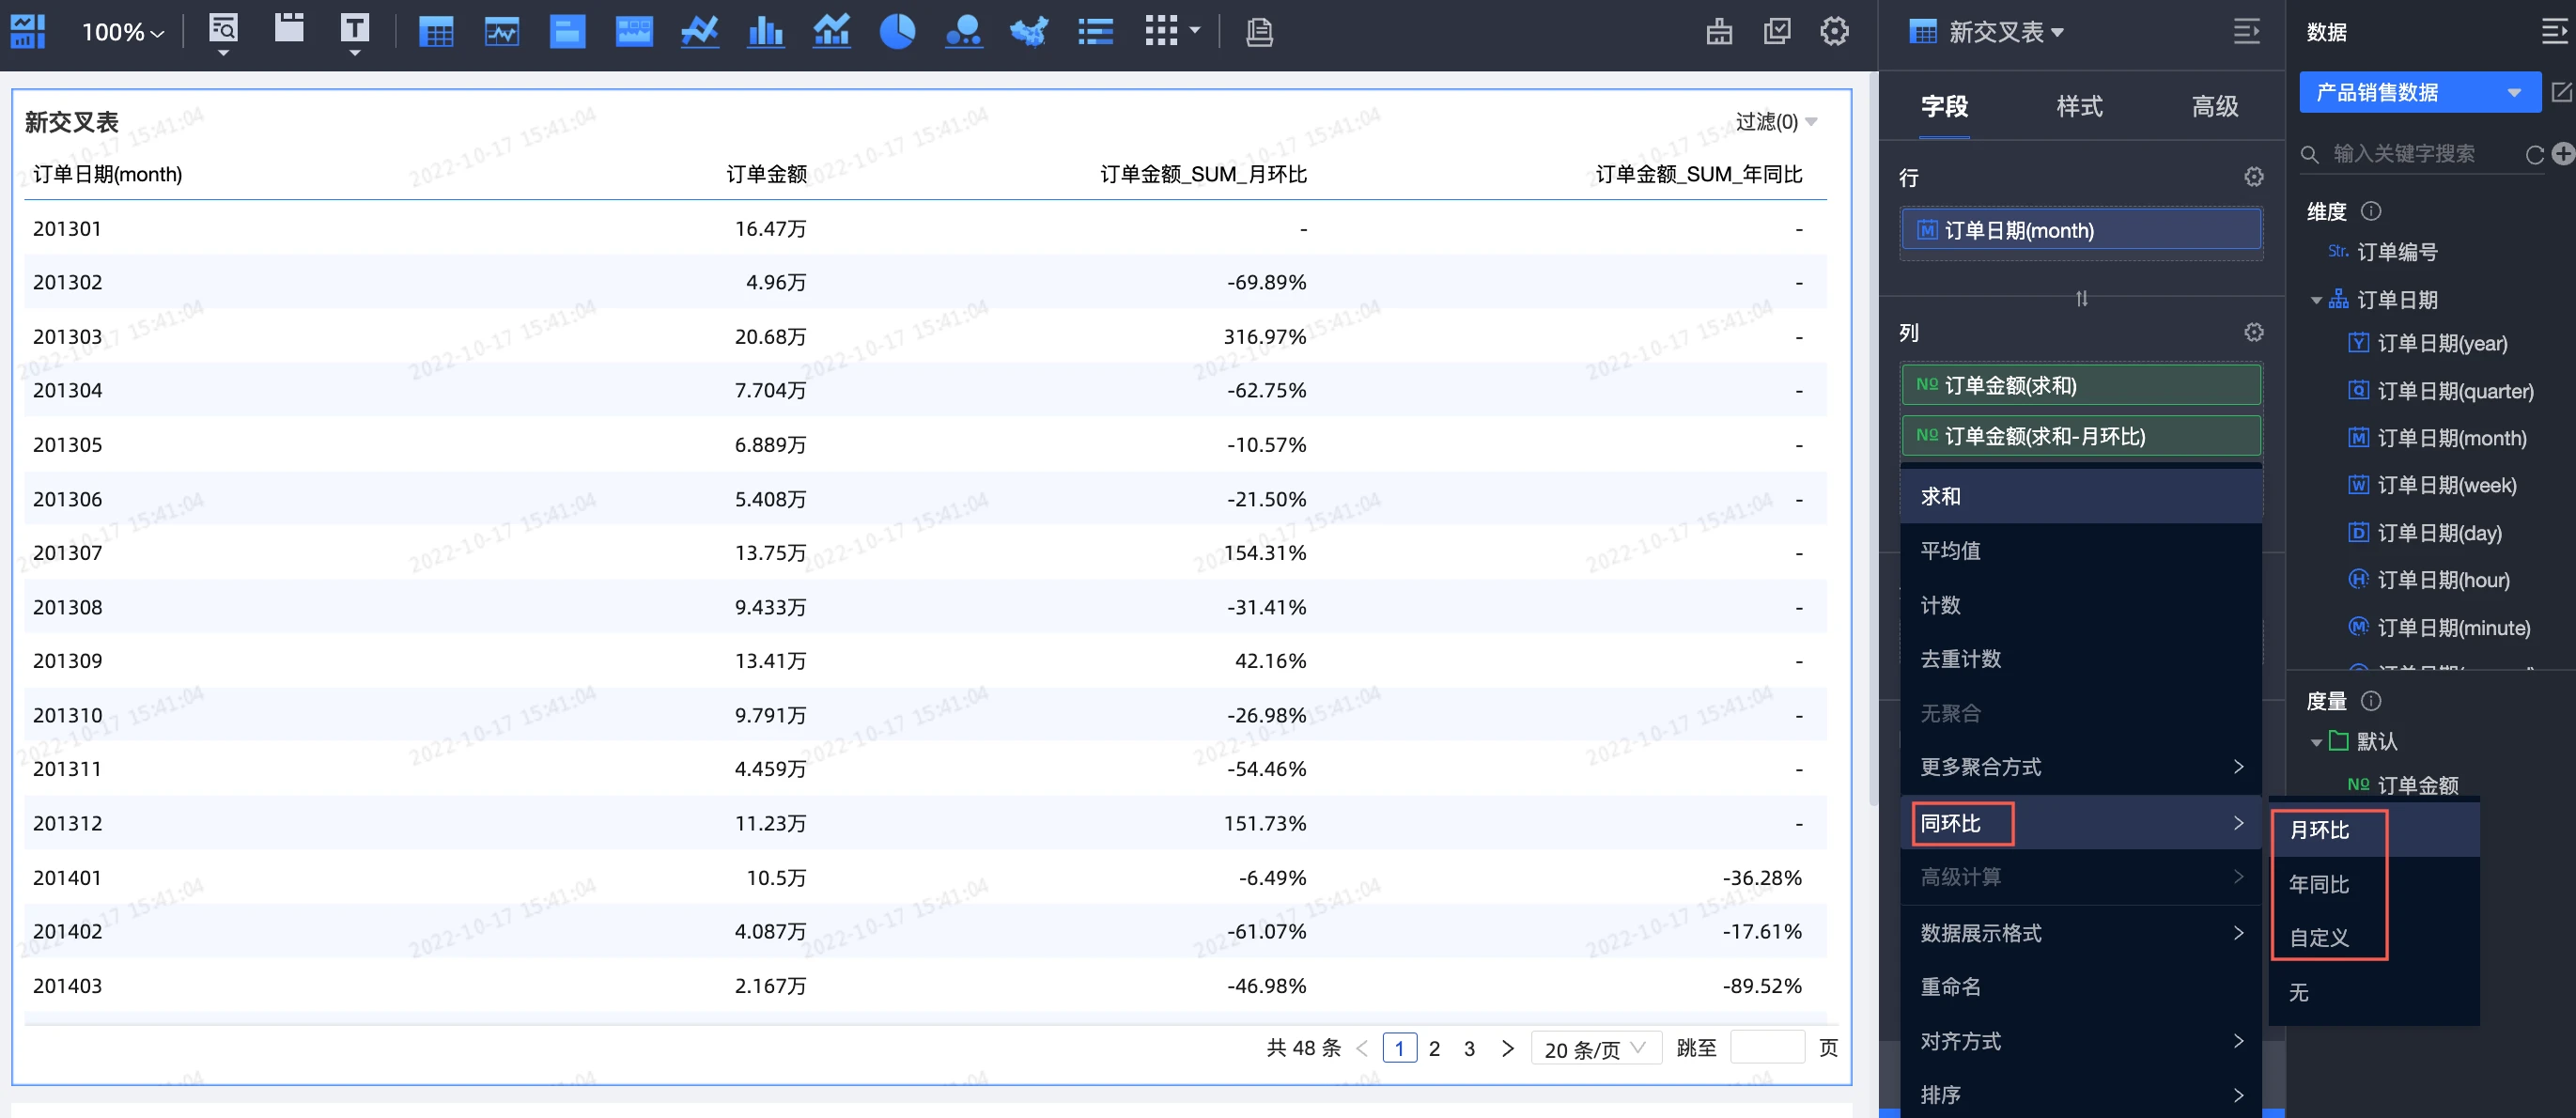 100%
新交叉表
过滤(0)
订单日期(month) 订单金额 订单金额_SUM_月环比 订单金额_SUM_年同比
201301 16.47万 - -
201302 4.96万 -69.89% -
201303 20.68万 316.97% -
201304 7.704万 -62.75% -
201305 6.889万 -10.57% -
201306 5.408万 -21.50% -
201307 13.75万 154.31% -
201308 9.433万 -31.41% -
201309 13.41万 42.16% -
201310 9.791万 -26.98% -
201311 4.459万 -54.46% -
201312 11.23万 151.73% -
201401 10.5万 -6.49% -36.28%
201402 4.087万 -61.07% -17.61%
201403 2.167万 -46.98% -89.52%
共 48 条 < 1 2 3 > 20 条/页 跳至 页
2022-10-17 15:41:04
新交叉表
字段 样式 高级
行
M 订单日期(month)
列
№ 订单金额(求和)
№ 订单金额(求和-月环比)
求和
平均值
计数
去重计数
无聚合
更多聚合方式
同环比
高级计算
数据展示格式
重命名
对齐方式
排序
月环比
年同比
自定义
无
数据
产品销售数据
输入关键字搜索
维度
Str. 订单编号
订单日期
Y 订单日期(year)
Q 订单日期(quarter)
M 订单日期(month)
W 订单日期(week)
D 订单日期(day)
H 订单日期(hour)
M 订单日期(minute)
度量
默认
№ 订单金额